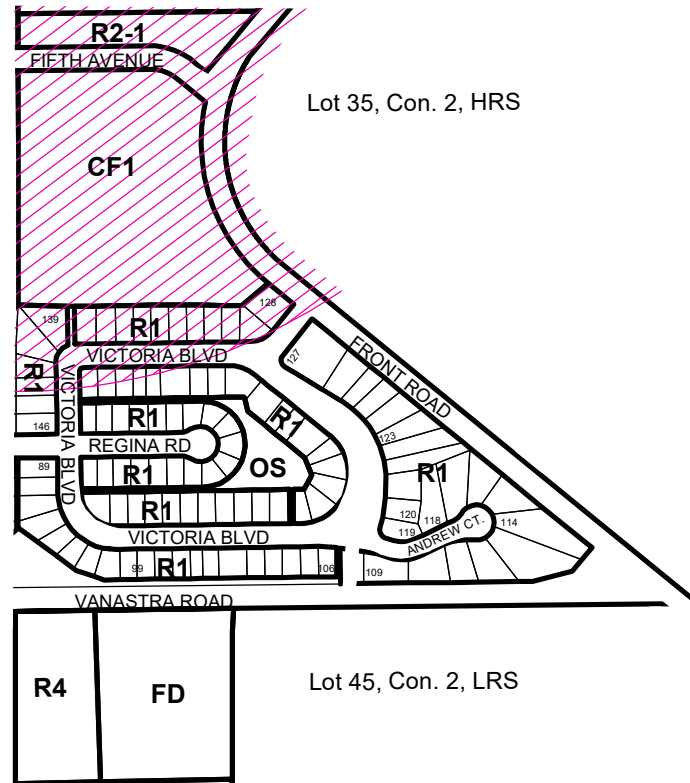 R2-1
FIFTH AVENUE
Lot 35, Con. 2, HRS
CF1
128
139
R1
VICTORIA BLVD
127
FRONT ROAD
R1
VICTORIA BLVD
R1
R1
146
123
REGINA RD
OS
R1
89
R1
R1
120
118
119
ANDREW CT.
114
VICTORIA BLVD
99
R1
106
109
VANASTRA ROAD
R4
FD
Lot 45, Con. 2, LRS